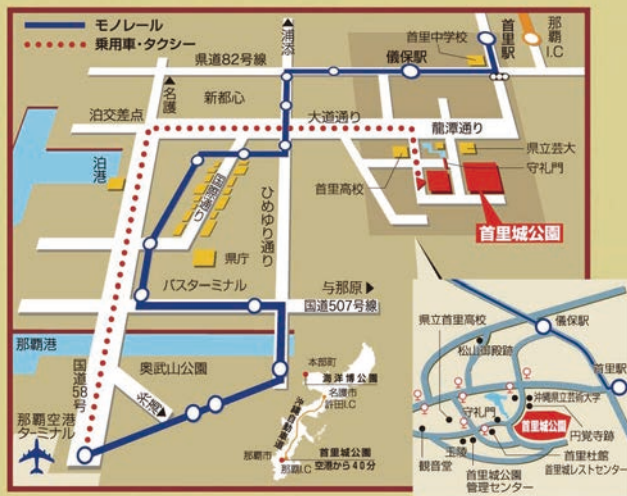 モノレール
乗用車・タクシー
浦添
首里中学校
首里駅
那覇I.C
県道82号線
儀保駅
名護
新都心
泊交差点
大道通り
龍潭通り
県立芸大
泊港
国際通り
ひめゆり通り
首里高校
守礼門
首里城公園
県庁
バスターミナル
与那原
国道507号線
那覇港
国道58号
奥武山公園
糸満
那覇空港
ターミナル
本部町
海洋博公園
名護市
許田I.C
沖縄自動車道
首里城公園
空港から40分
那覇市
那覇I.C
県立首里高校
儀保駅
松山御殿跡
首里駅
守礼門
沖縄県立芸術大学
首里城公園
円覚寺跡
観音堂
玉陵
首里杜館
首里城公園
管理センター
首里城レストセンター